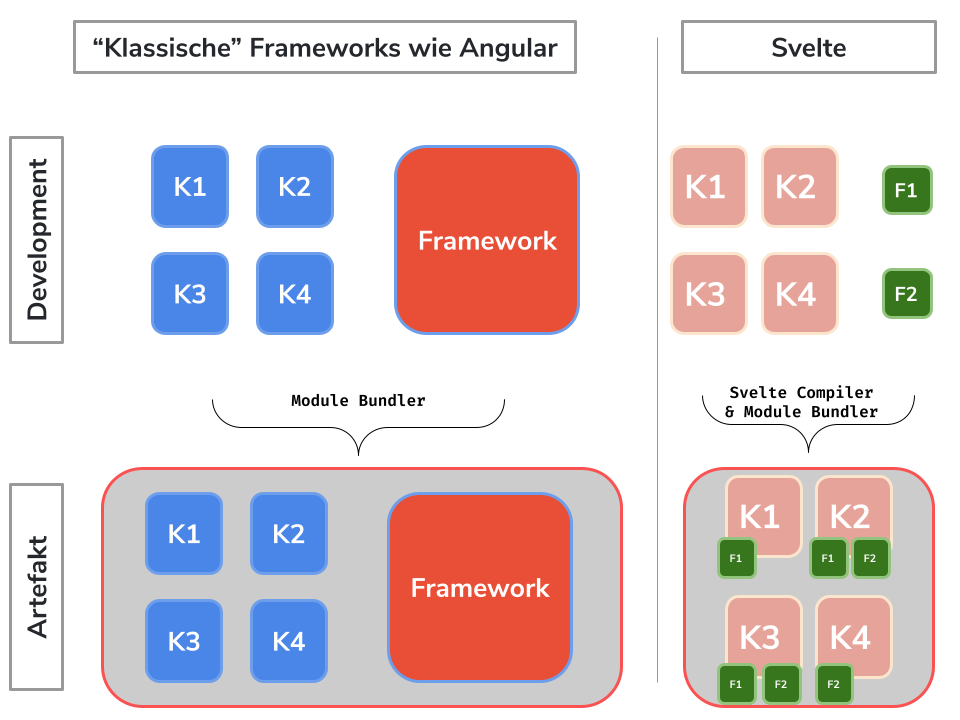 “Klassische” Frameworks wie Angular
Svelte
Development
K1
K2
K3
K4
Framework
K1
K2
F1
K3
K4
F2
Module Bundler
Svelte Compiler
& Module Bundler
Artefakt
K1
K2
K3
K4
Framework
K1
K2
F1
F1
F2
K3
K4
F1
F2
F2